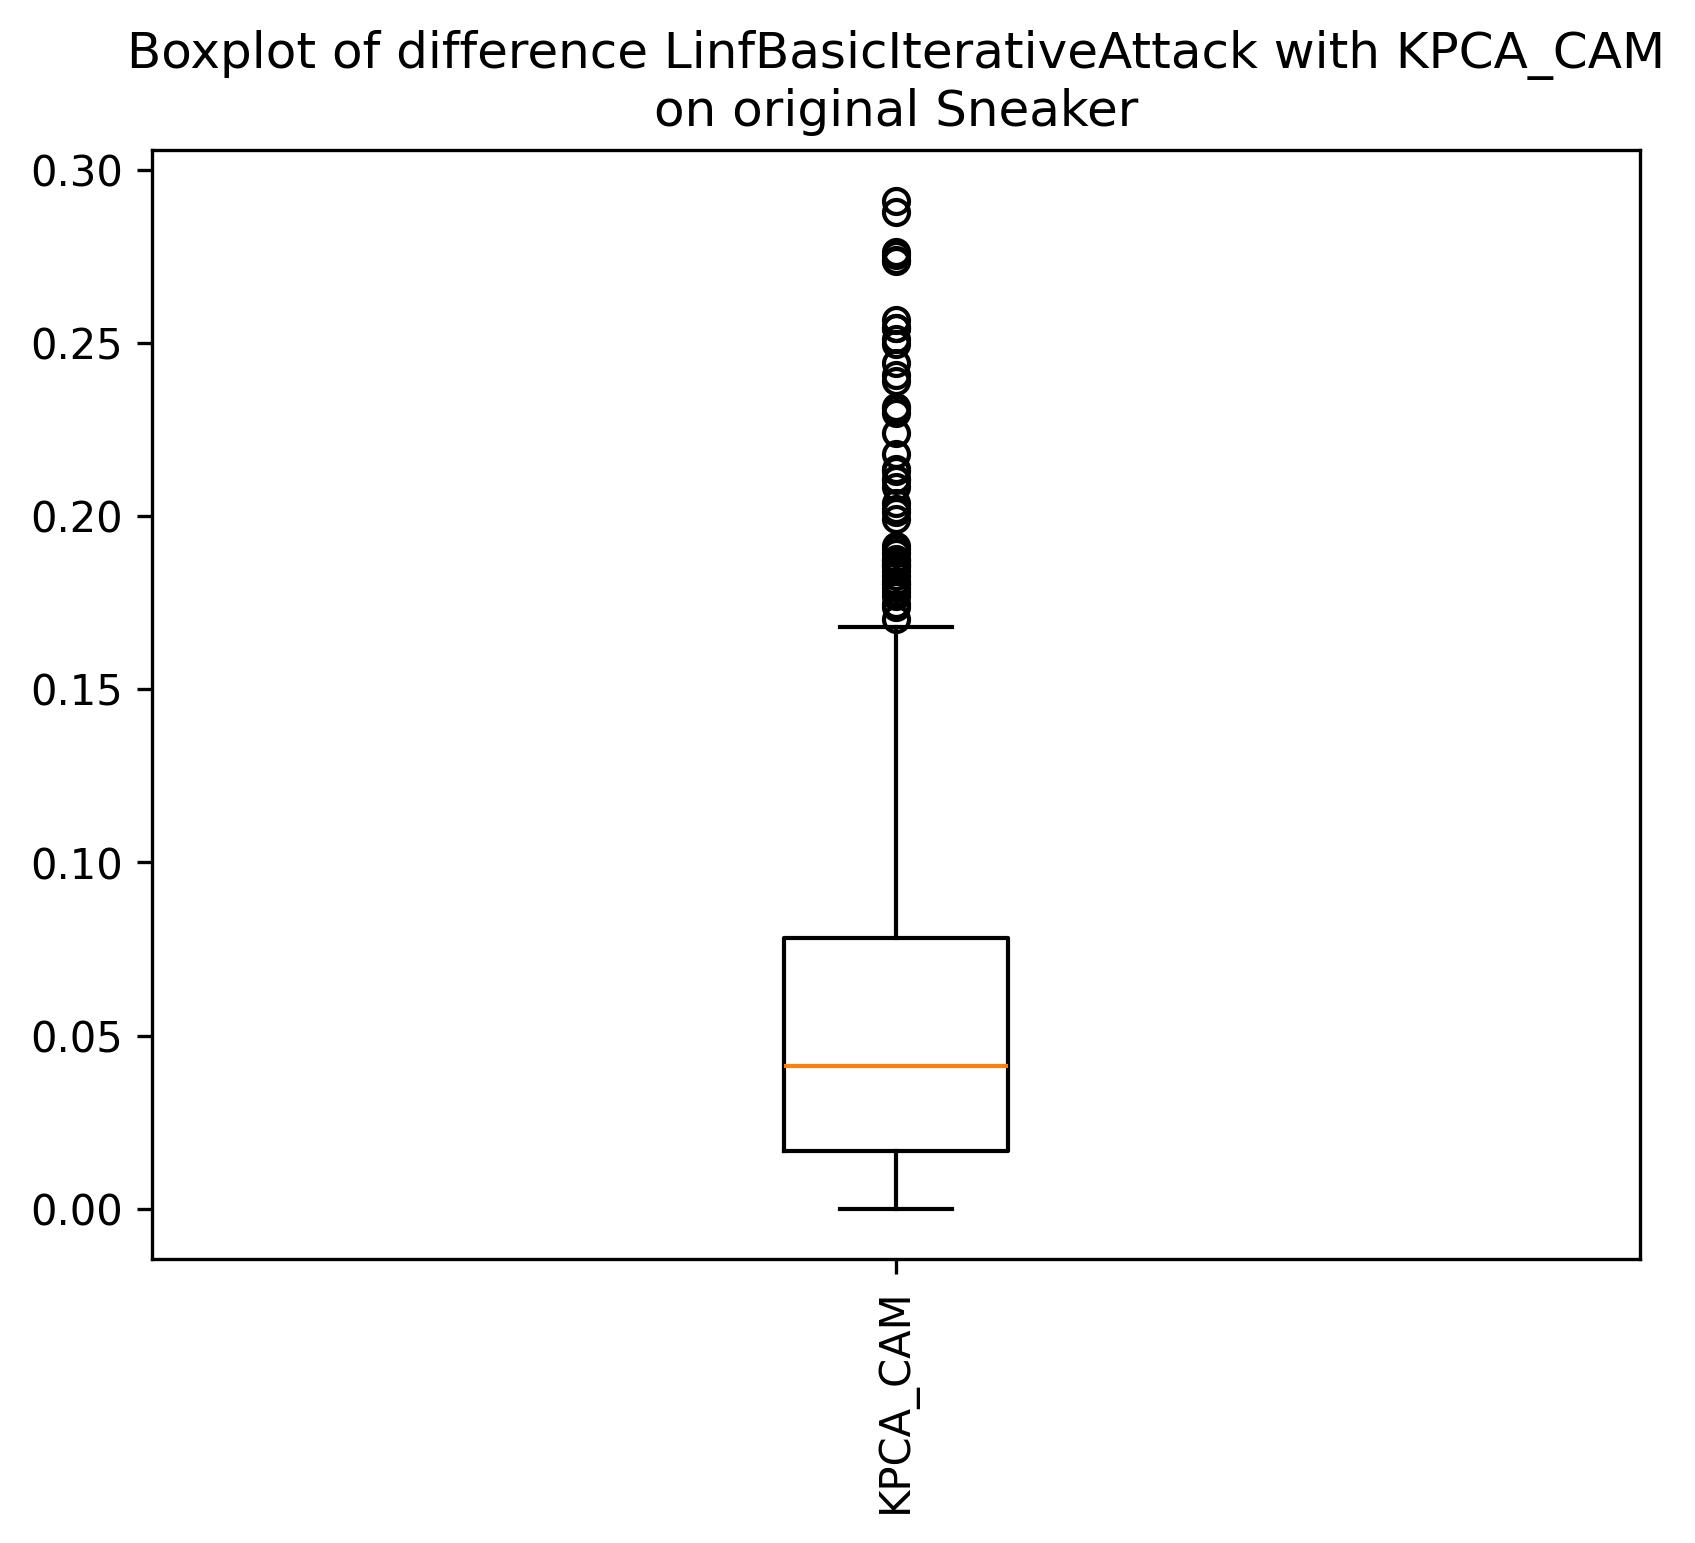 Boxplot of difference LinfBasicIterativeAttack with KPCA_CAM
on original Sneaker
0.30
0.25
0.20
0.15
0.10
0.05
0.00
KPCA_CAM